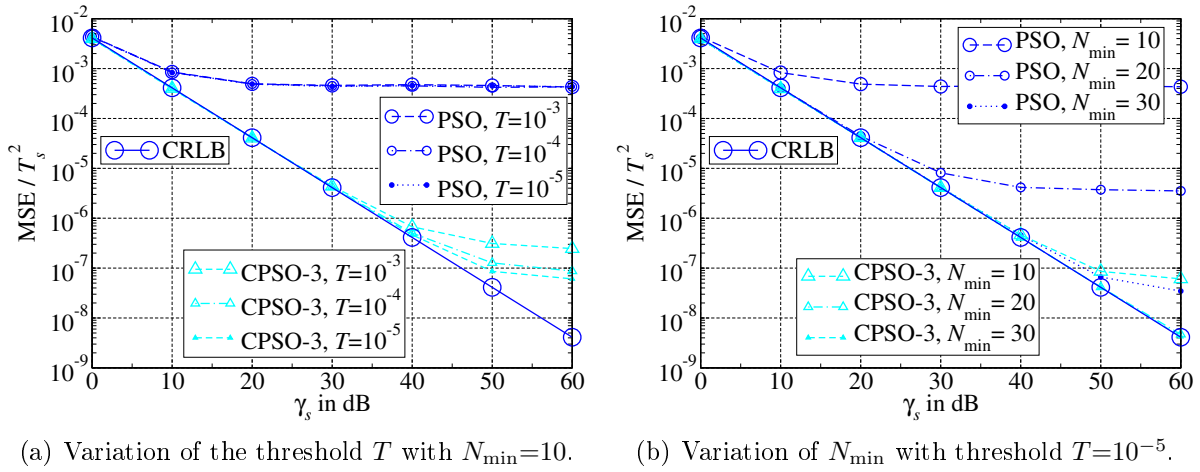 10^-2
10^-3
10^-4
10^-5
10^-6
10^-7
10^-8
10^-9
MSE / T_s^2
0 10 20 30 40 50 60
γ_s in dB
CRLB
PSO, T=10^-3
PSO, T=10^-4
PSO, T=10^-5
CPSO-3, T=10^-3
CPSO-3, T=10^-4
CPSO-3, T=10^-5
(a) Variation of the threshold T with N_min=10.
10^-2
10^-3
10^-4
10^-5
10^-6
10^-7
10^-8
10^-9
MSE / T_s^2
0 10 20 30 40 50 60
γ_s in dB
PSO, N_min= 10
PSO, N_min= 20
PSO, N_min= 30
CRLB
CPSO-3, N_min= 10
CPSO-3, N_min= 20
CPSO-3, N_min= 30
(b) Variation of N_min with threshold T=10^-5.